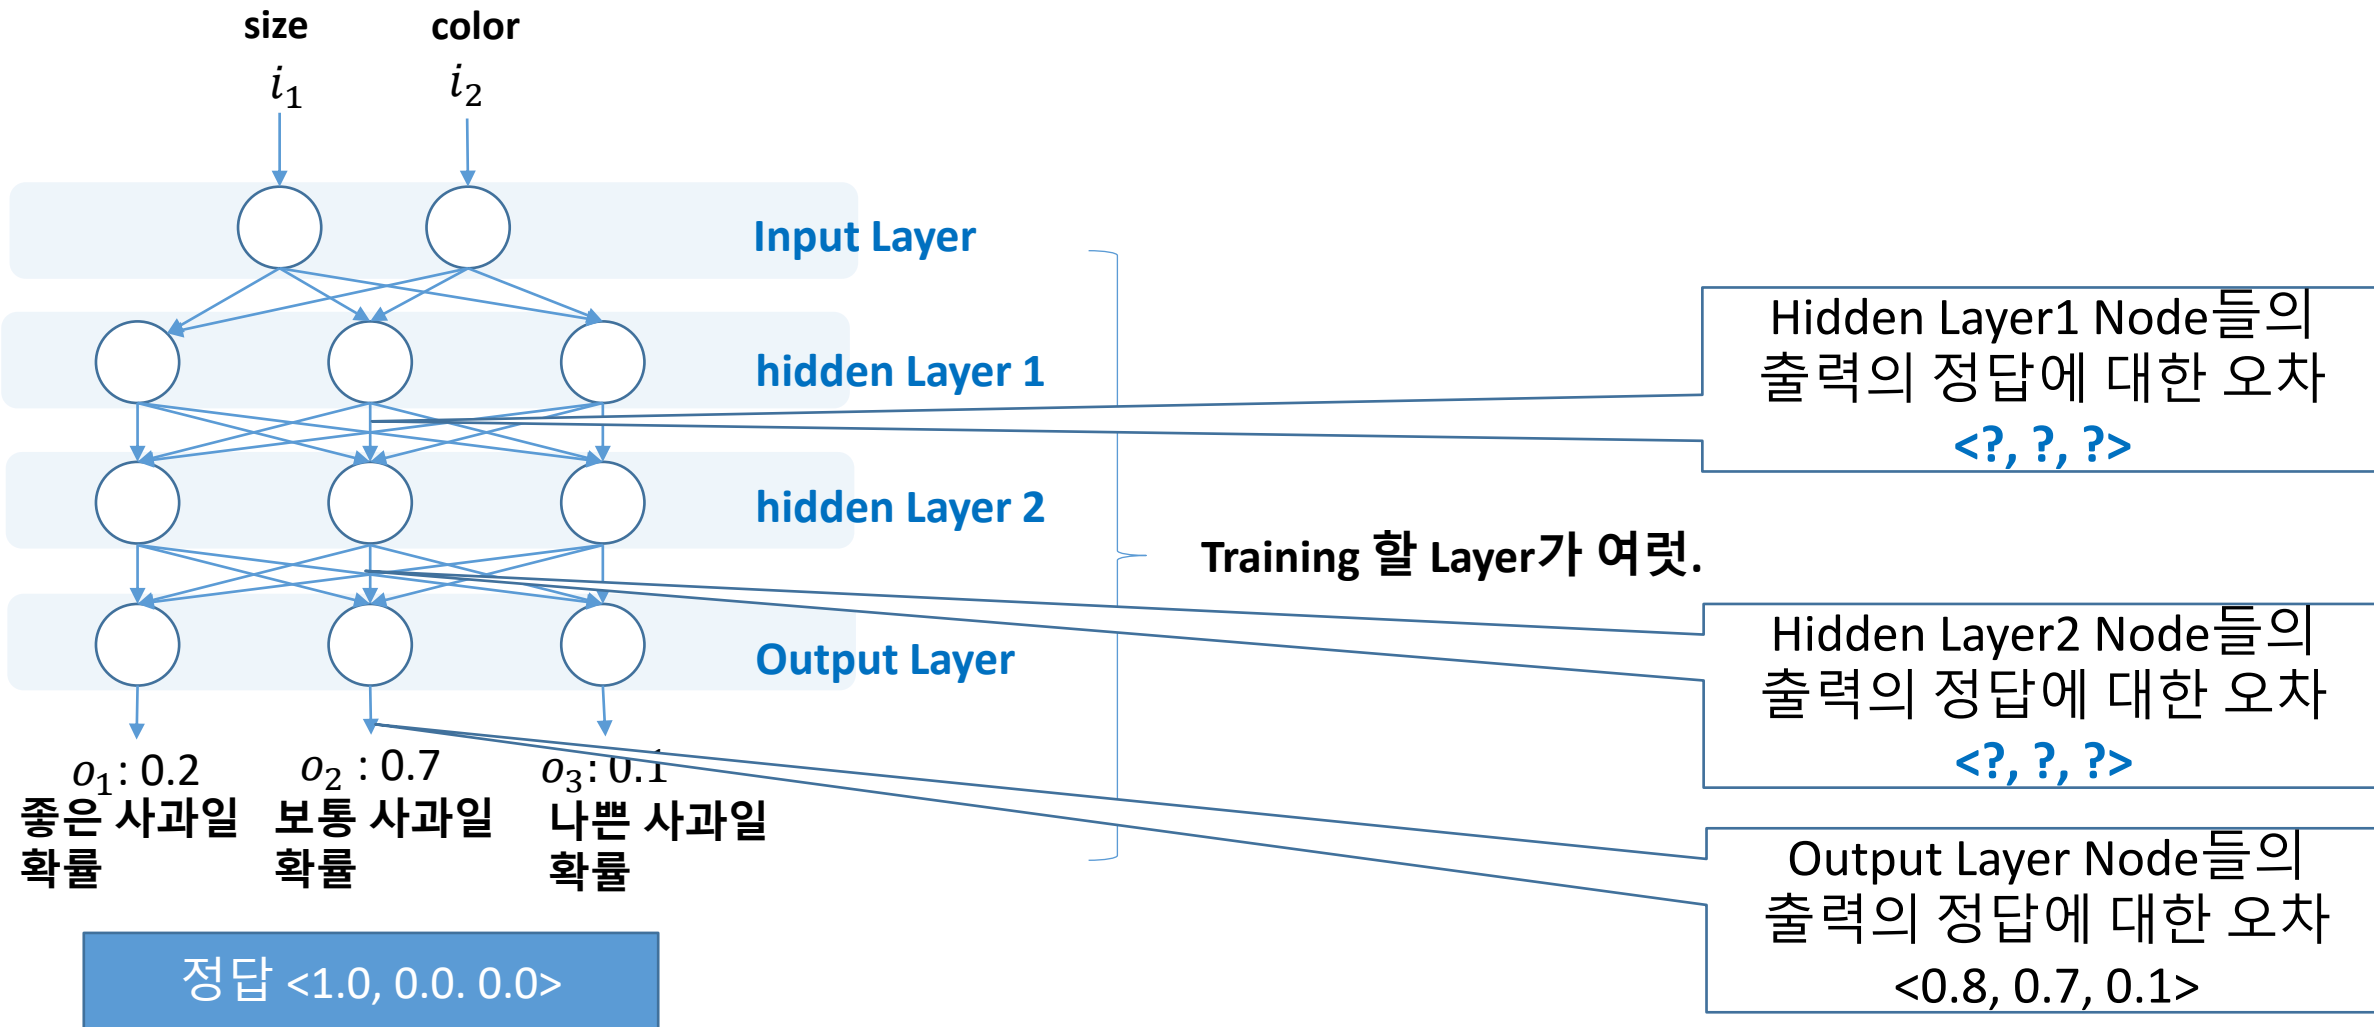 size
color
i₁
i₂
Input Layer
hidden Layer 1
hidden Layer 2
Output Layer
Hidden Layer1 Node들의
출력의 정답에 대한 오차
<?, ?, ?>
Training 할 Layer가 여럿.
Hidden Layer2 Node들의
출력의 정답에 대한 오차
<?, ?, ?>
Output Layer Node들의
출력의 정답에 대한 오차
<0.8, 0.7, 0.1>
o₁: 0.2
좋은 사과일
확률
o₂ : 0.7
보통 사과일
확률
o₃: 0.1
나쁜 사과일
확률
정답 <1.0, 0.0. 0.0>